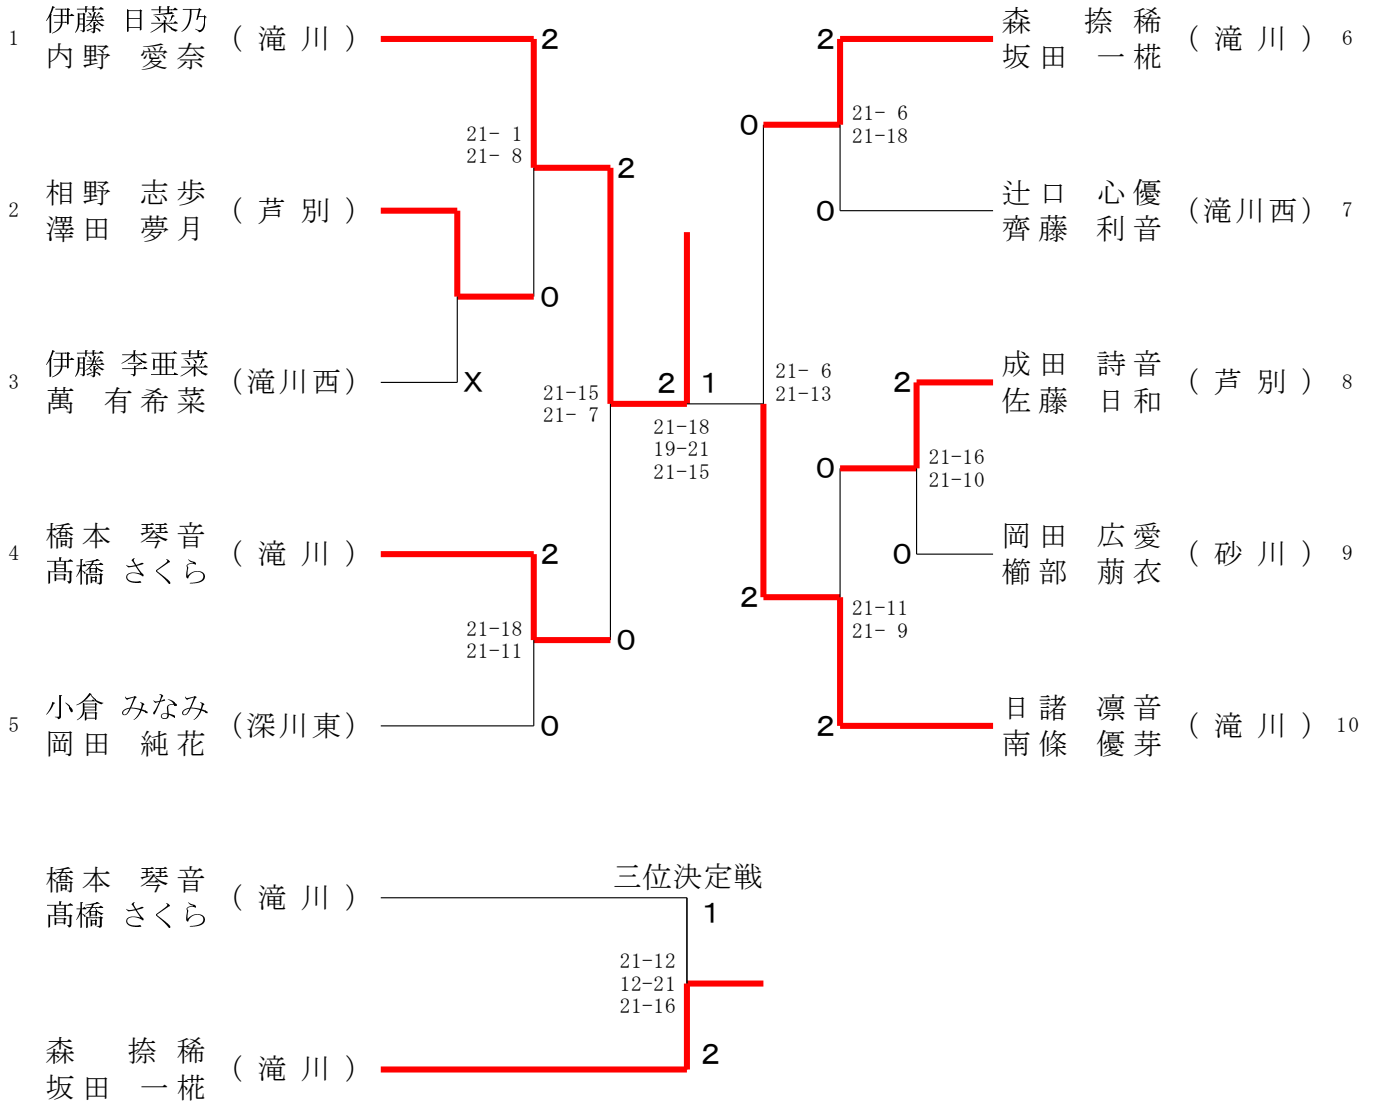 1 伊藤 日菜乃 (滝川)
内野 愛奈
2
21- 1
21- 8
2
2 相野 志歩 (芦別)
澤田 夢月
0
3 伊藤 李亜菜 (滝川西)
萬 有希菜
X
21-15
21- 7
4 橋本 琴音 (滝川)
髙橋 さくら
2
21-18
21-11
0
5 小倉 みなみ (深川東)
岡田 純花
0
2 1
21-18
19-21
21-15
2
森 捺稀 (滝川) 6
坂田 一椛
0
21- 6
21-18
0
辻口 心優 (滝川西) 7
齊藤 利音
21- 6
21-13
2
成田 詩音 (芦別) 8
佐藤 日和
0
21-16
21-10
0
岡田 広愛 (砂川) 9
櫛部 萠衣
2
21-11
21- 9
2
日諸 凛音 (滝川) 10
南條 優芽
三位決定戦
橋本 琴音 (滝川)
髙橋 さくら
1
21-12
12-21
21-16
2
森 捺稀 (滝川)
坂田 一椛